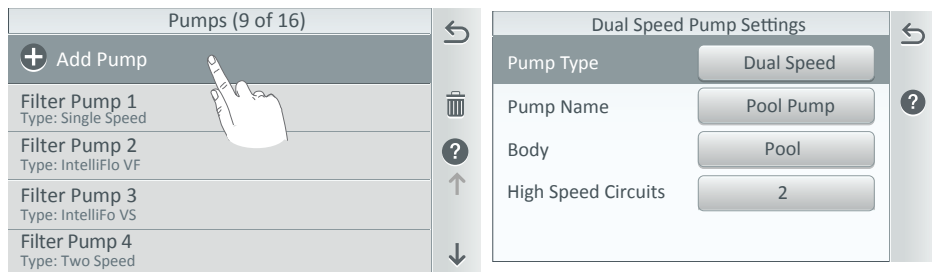 Pumps (9 of 16)
Add Pump
Filter Pump 1
Type: Single Speed
Filter Pump 2
Type: IntelliFlo VF
Filter Pump 3
Type: IntelliFo VS
Filter Pump 4
Type: Two Speed
Dual Speed Pump Settings
Pump Type Dual Speed
Pump Name Pool Pump
Body Pool
High Speed Circuits 2